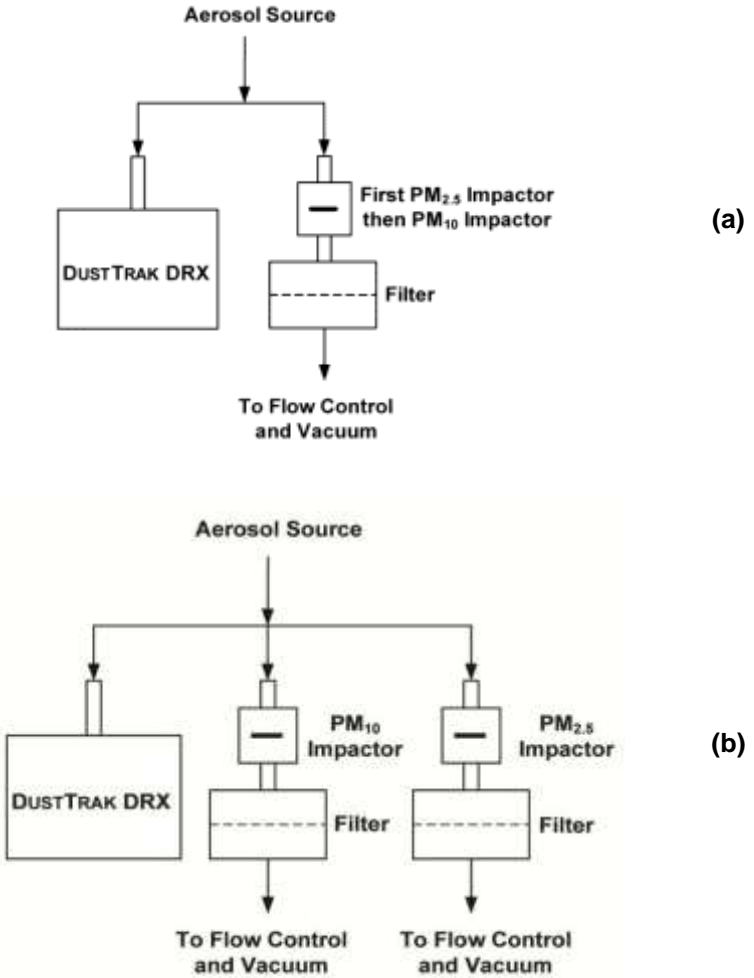 Aerosol Source
First PM₂.₅ Impactor
then PM₁₀ Impactor
(a)
DUSTTRAK DRX
Filter
To Flow Control
and Vacuum
Aerosol Source
PM₁₀
Impactor
PM₂.₅
Impactor
(b)
DUSTTRAK DRX
Filter
Filter
To Flow Control
and Vacuum
To Flow Control
and Vacuum